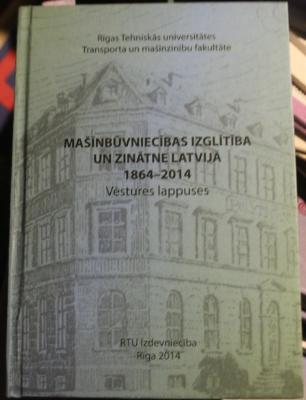 Rīgas Tehniskās universitātes
Transporta un mašīnzinību fakultāte
MAŠĪNBŪVNIECĪBAS IZGLĪTĪBA
UN ZINĀTNE LATVIJĀ
1864–2014
Vēstures lappuses
RTU Izdevniecība
Rīga 2014